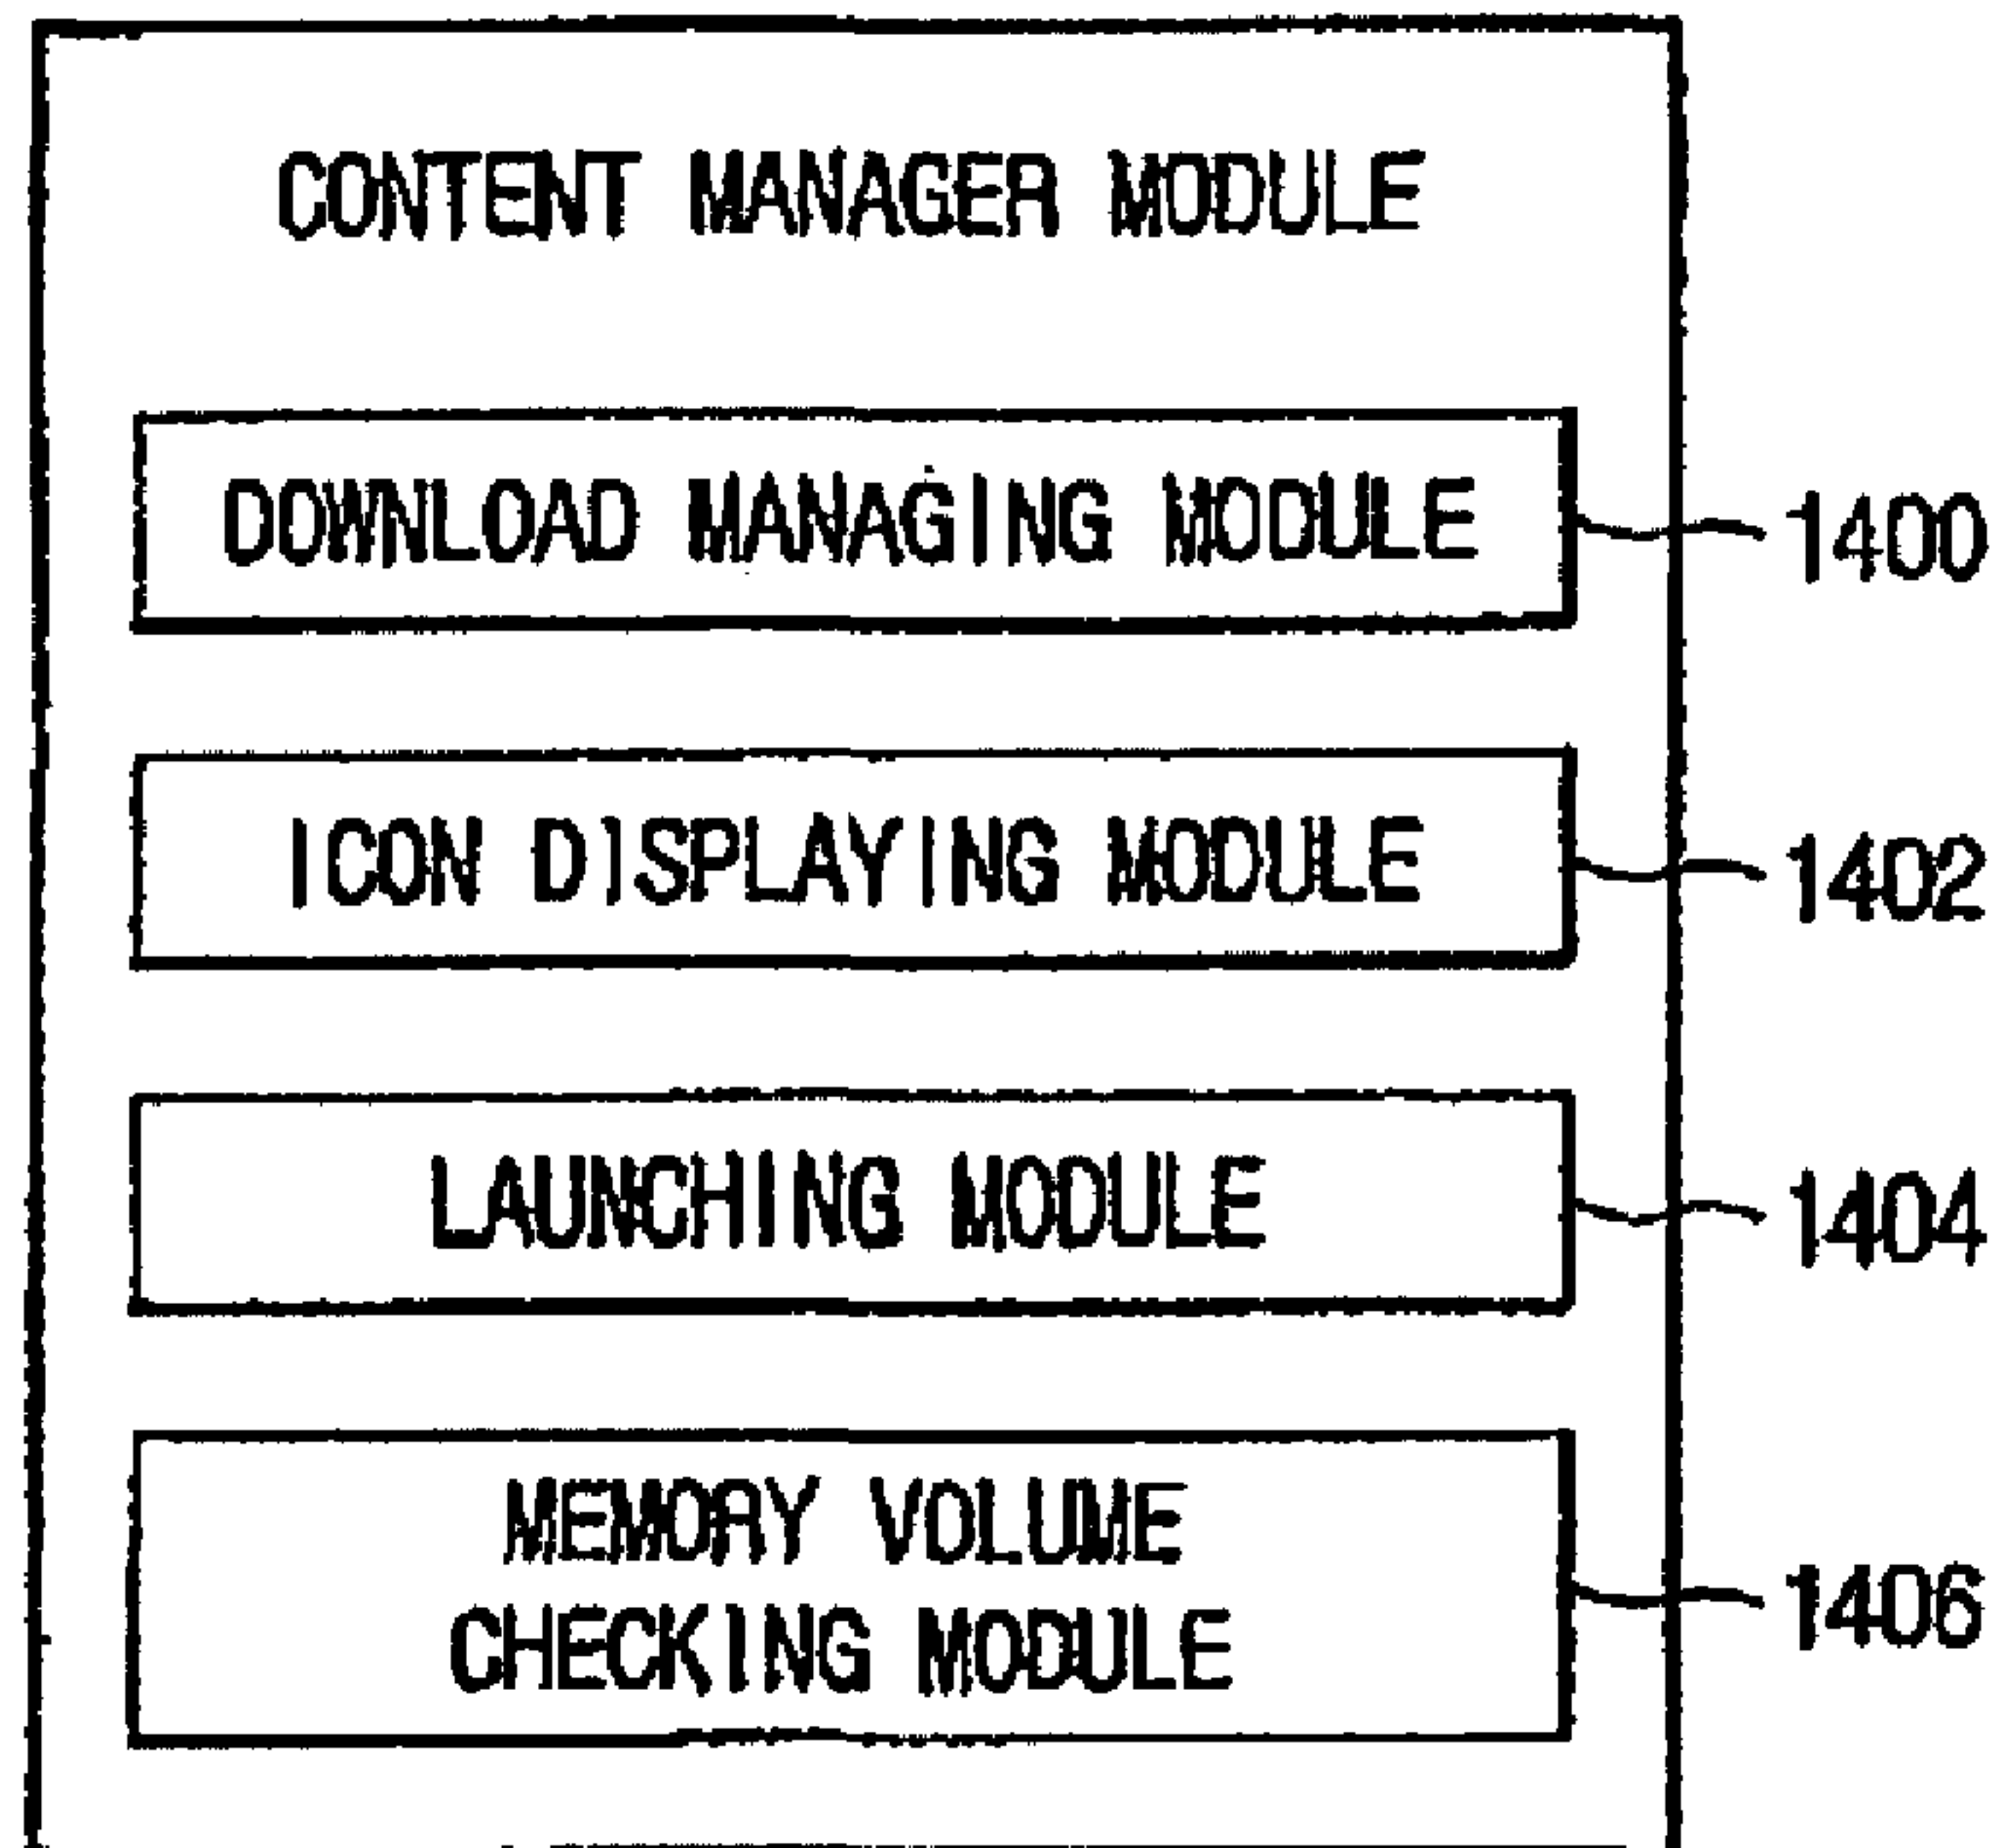 CONTENT MANAGER MODULE
DOWNLOAD MANAGING MODULE
1400
ICON DISPLAYING MODULE
1402
LAUNCHING MODULE
1404
MEMORY VOLUME
CHECKING MODULE
1406